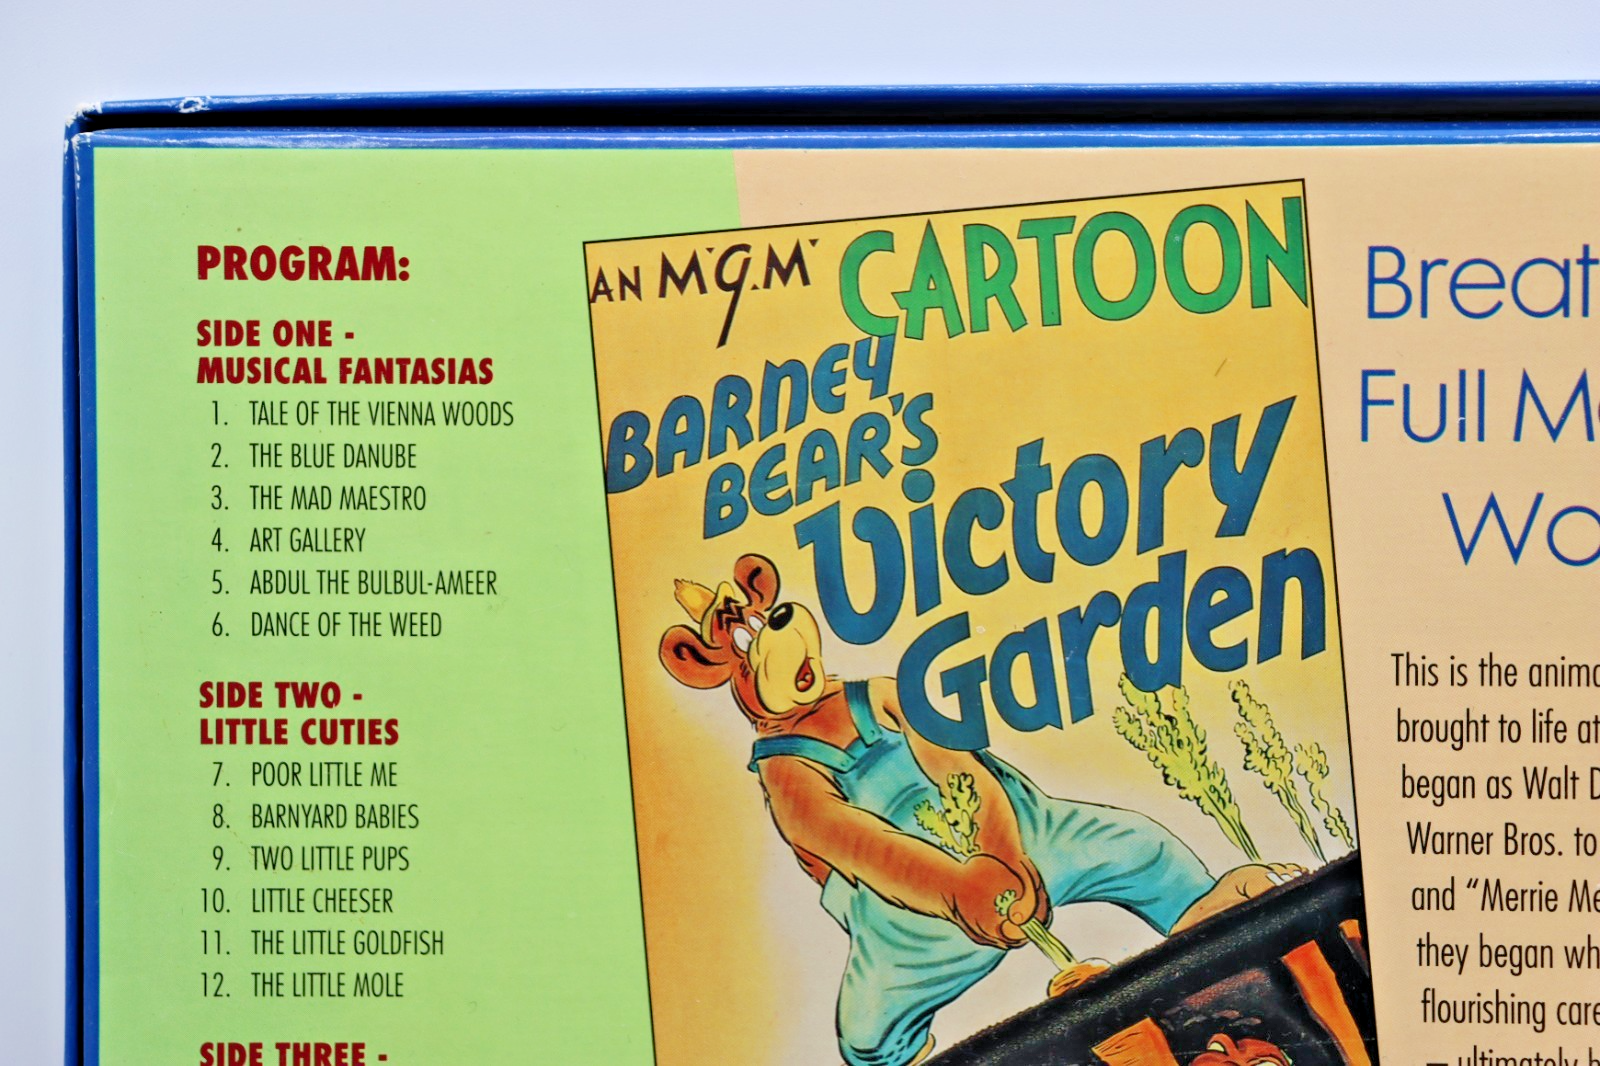 PROGRAM:
SIDE ONE -
MUSICAL FANTASIAS
1. TALE OF THE VIENNA WOODS
2. THE BLUE DANUBE
3. THE MAD MAESTRO
4. ART GALLERY
5. ABDUL THE BULBUL-AMEER
6. DANCE OF THE WEED
SIDE TWO -
LITTLE CUTIES
7. POOR LITTLE ME
8. BARNYARD BABIES
9. TWO LITTLE PUPS
10. LITTLE CHEESER
11. THE LITTLE GOLDFISH
12. THE LITTLE MOLE
SIDE THREE -
AN M·G·M CARTOON
BARNEY
BEAR'S
Victory
Garden
Full
This is the
brought to life
began as Walt
Warner Bros. to
and "Merrie
they began
flourishing
– ultimately